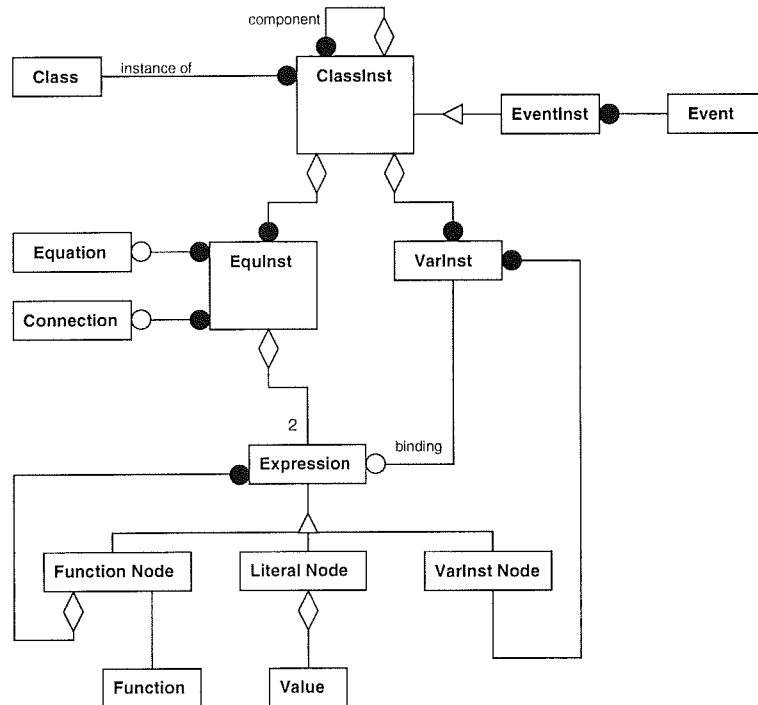 component
Class
instance of
ClassInst
EventInst
Event
Equation
EquInst
VarInst
Connection
2
binding
Expression
Function Node
Literal Node
VarInst Node
Function
Value